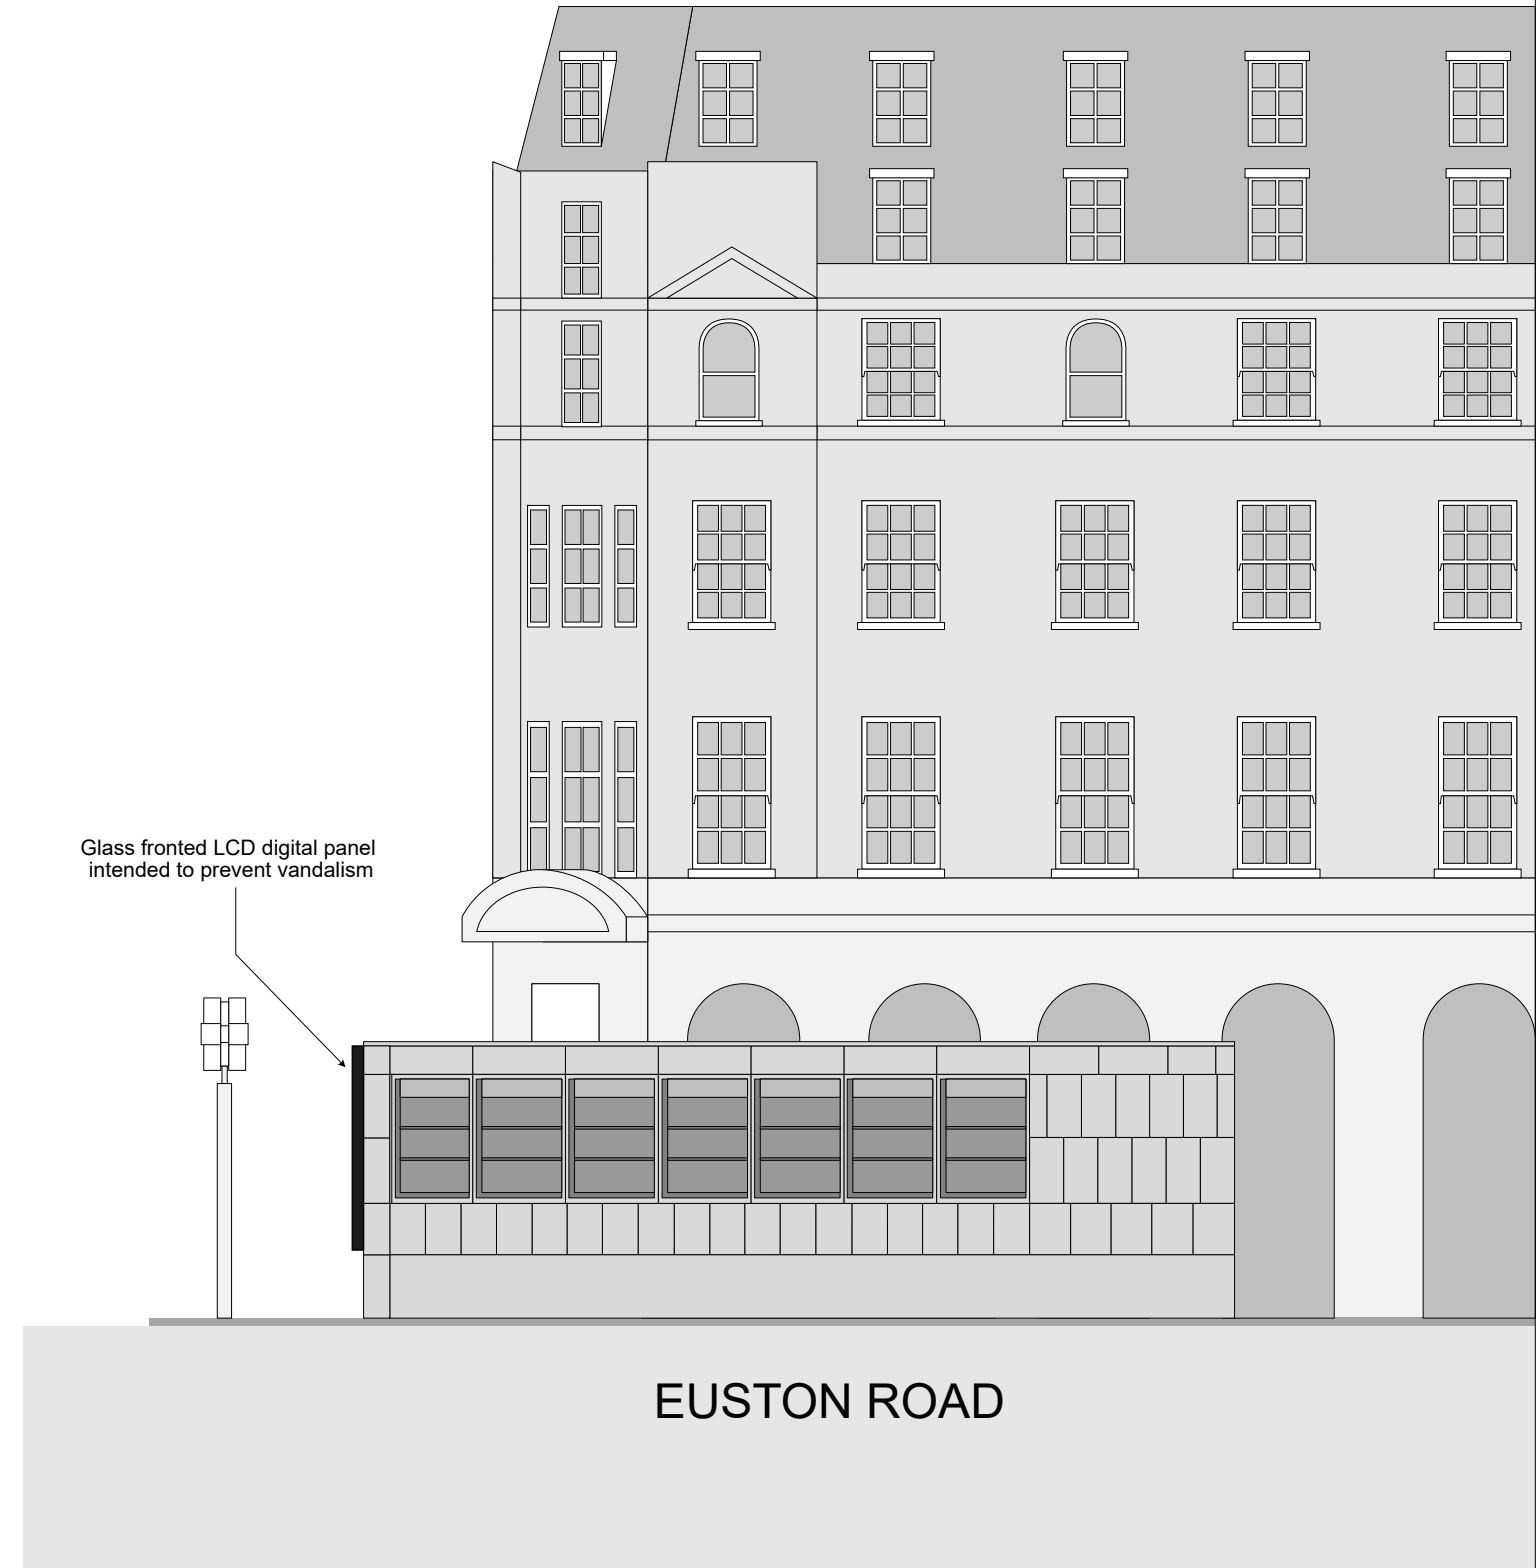 Glass fronted LCD digital panel
intended to prevent vandalism
EUSTON ROAD